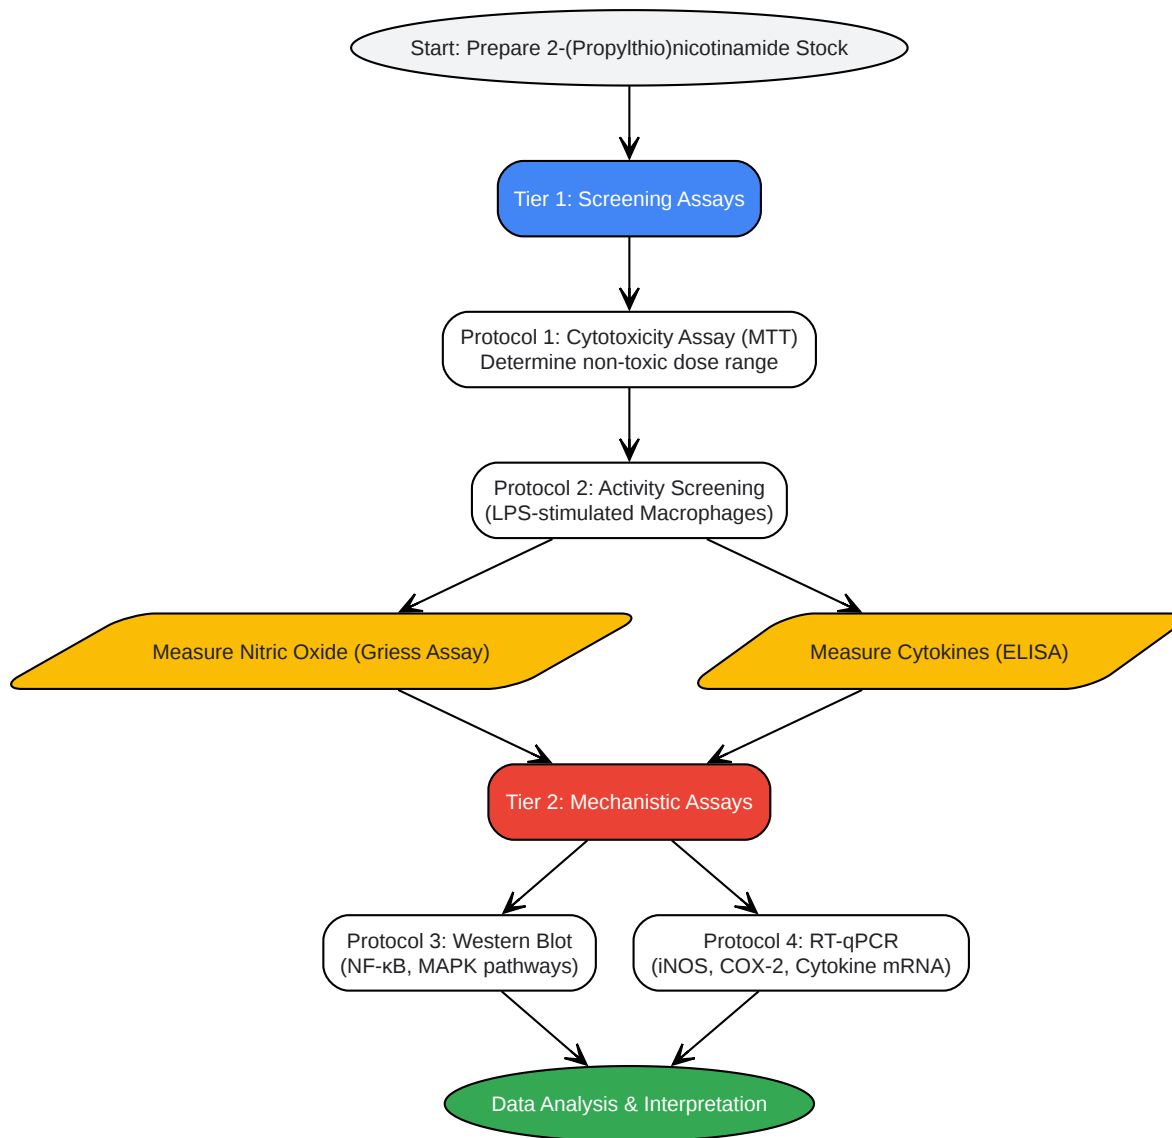 Start: Prepare 2-(Propylthio)nicotinamide Stock
Tier 1: Screening Assays
Protocol 1: Cytotoxicity Assay (MTT)
Determine non-toxic dose range
Protocol 2: Activity Screening
(LPS-stimulated Macrophages)
Measure Nitric Oxide (Griess Assay)
Measure Cytokines (ELISA)
Tier 2: Mechanistic Assays
Protocol 3: Western Blot
(NF-κB, MAPK pathways)
Protocol 4: RT-qPCR
(iNOS, COX-2, Cytokine mRNA)
Data Analysis & Interpretation